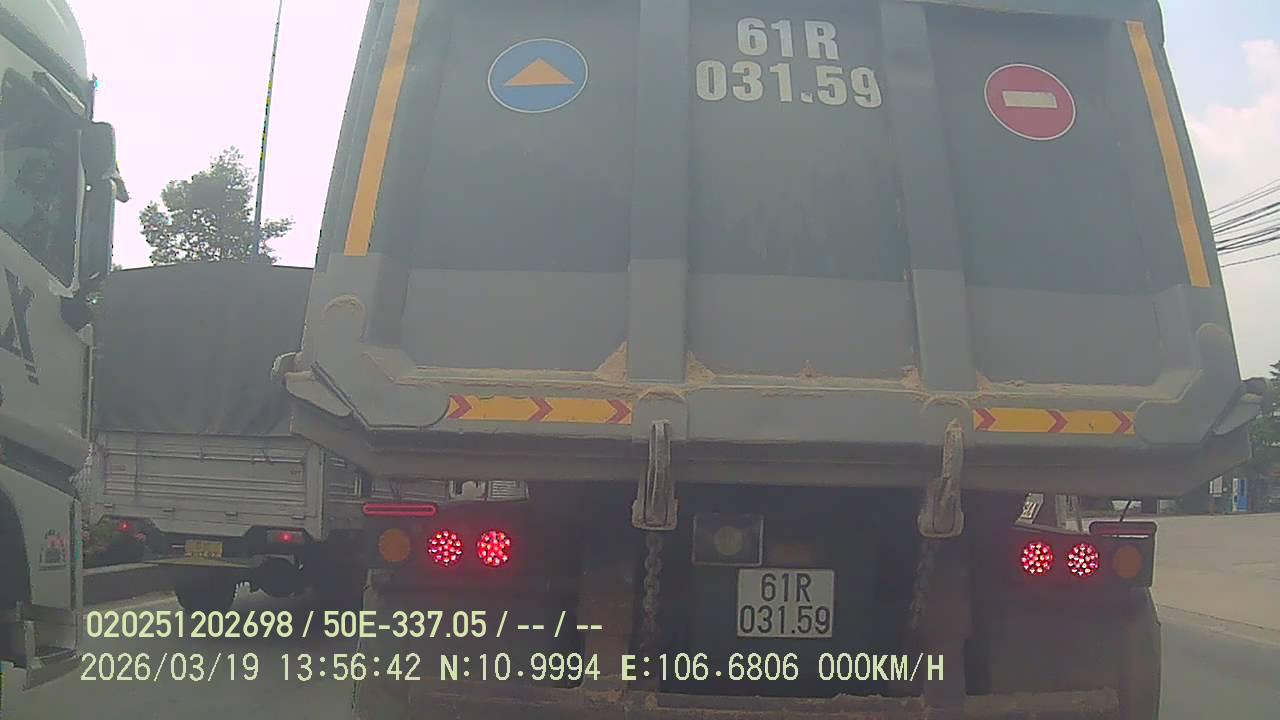 61R
031.59
61R
031.59
020251202698 / 50E-337.05 / -- / --
2026/03/19 13:56:42 N:10.9994 E:106.6806 000KM/H